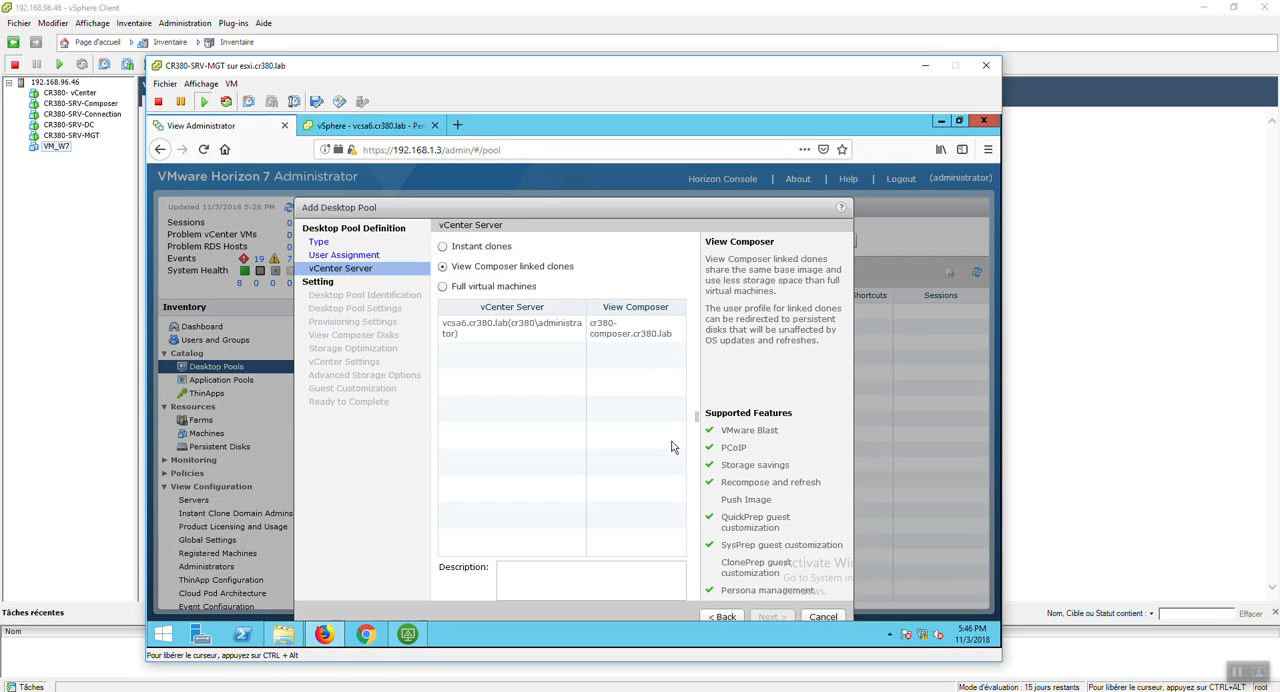 192.168.96.46 - vSphere Client
Fichier Modifier Affichage Inventaire Administration Plug-ins Aide
Page d'accueil Inventaire Inventaire
192.168.96.46
CR380- vCenter
CR380-SRV-Composer
CR380-SRV-Connection
CR380-SRV-DC
CR380-SRV-MGT
VM_W7
CR380-SRV-MGT sur esxi.cr380.lab
Fichier Affichage VM
View Administrator
vSphere - vcsa6.cr380.lab - Per
https://192.168.1.3/admin/#/pool
VMware Horizon 7 Administrator
Horizon Console | About | Help | Logout (administrator)
Updated 11/3/2018 5:28 PM
Sessions 0
Problem vCenter VMs 0
Problem RDS Hosts 0
Events 19 7
System Health
8 0 0 0
Inventory
Dashboard
Users and Groups
Catalog
Desktop Pools
Application Pools
ThinApps
Resources
Farms
Machines
Persistent Disks
Monitoring
Policies
View Configuration
Servers
Instant Clone Domain Admins
Product Licensing and Usage
Global Settings
Registered Machines
Administrators
ThinApp Configuration
Cloud Pod Architecture
Event Configuration
Add Desktop Pool
Desktop Pool Definition
Type
User Assignment
vCenter Server
Setting
Desktop Pool Identification
Desktop Pool Settings
Provisioning Settings
View Composer Disks
Storage Optimization
vCenter Settings
Advanced Storage Options
Guest Customization
Ready to Complete
vCenter Server
Instant clones
View Composer linked clones
Full virtual machines
vCenter Server View Composer
vcsa6.cr380.lab(cr380\administra
tor)
cr380-
composer.cr380.lab
Description:
View Composer
View Composer linked clones
share the same base image and
use less storage space than full
virtual machines.
The user profile for linked clones
can be redirected to persistent
disks that will be unaffected by
OS updates and refreshes.
Supported Features
VMware Blast
PCoIP
Storage savings
Recompose and refresh
Push Image
QuickPrep guest
customization
SysPrep guest customization
ClonePrep guest
customization
Persona management
Activate Win
Go to System in
Windows.
< Back Next > Cancel
Shortcuts Sessions
5:46 PM
11/3/2018
Pour libérer le curseur, appuyez sur CTRL + Alt
Tâches récentes
Nom, Cible ou Statut contient : Effacer
Nom
Tâches
Mode d'évaluation : 15 jours restants Pour libérer le curseur, appuyez sur CTRL+ALT root